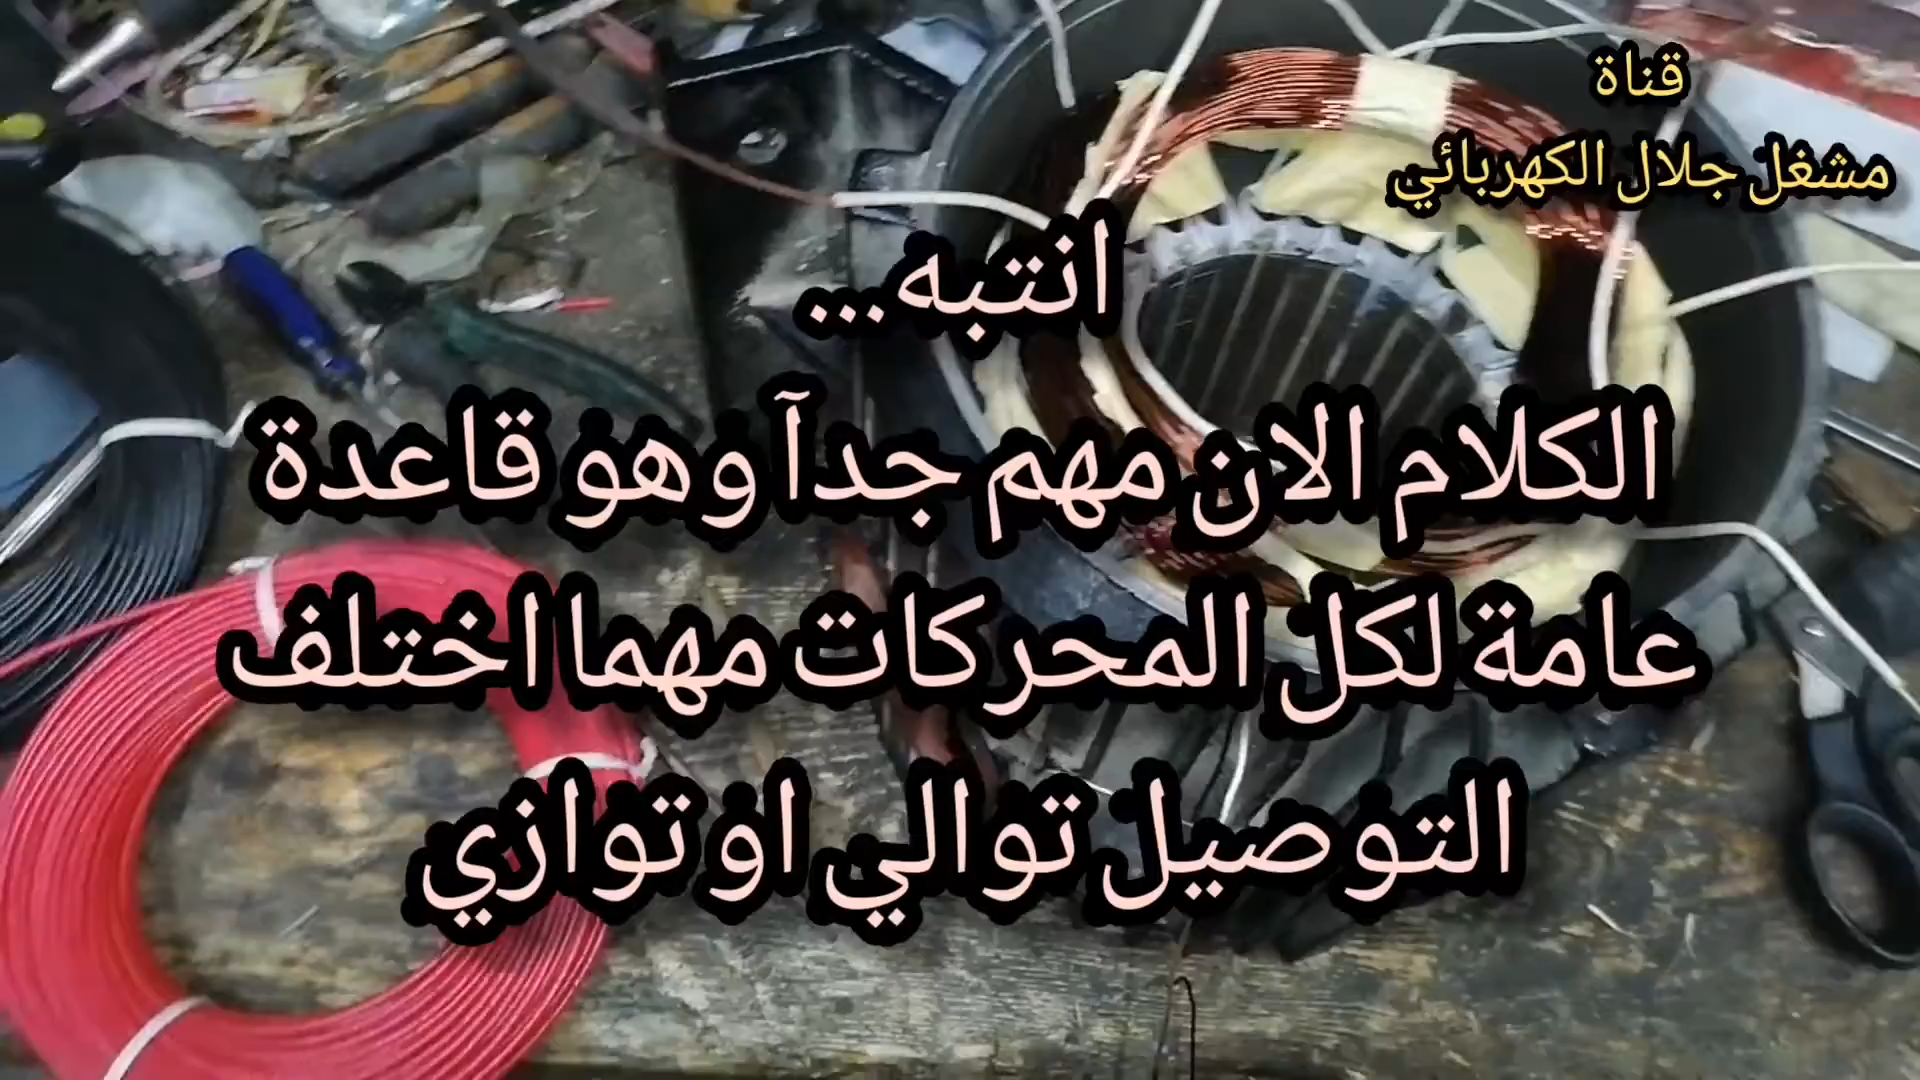 قناة
مشغل جلال الكهربائي
انتبه...
الكلام الان مهم جدآ وهو قاعدة
عامة لكل المحركات مهما اختلف
التوصيل توالي او توازي